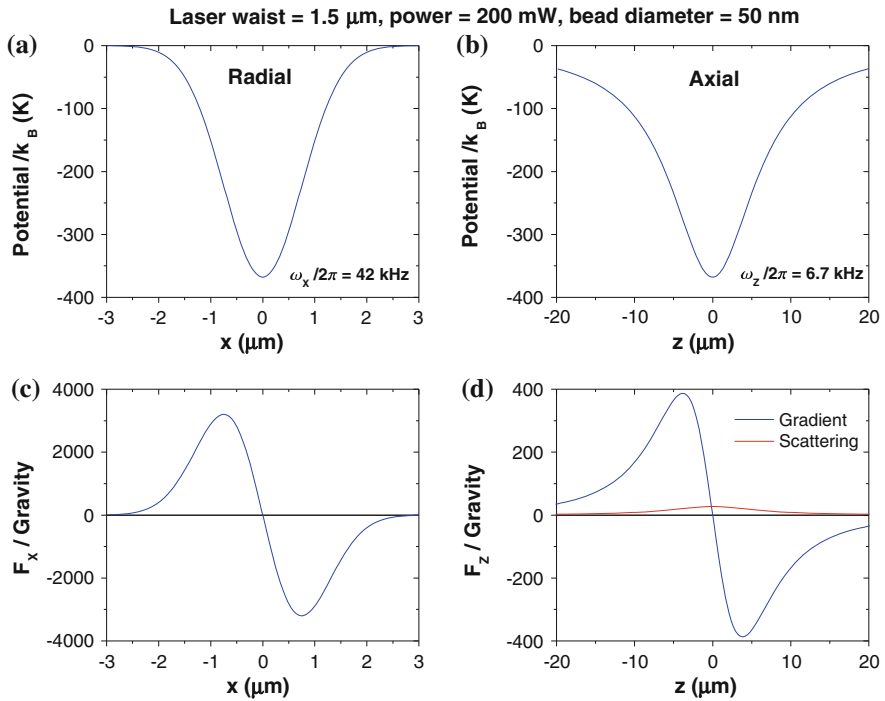 Laser waist = 1.5 μm, power = 200 mW, bead diameter = 50 nm
(a)
Radial
0
-100
-200
-300
-400
Potential /k_B (K)
ω_x /2π = 42 kHz
-3 -2 -1 0 1 2 3
x (μm)
(b)
Axial
0
-100
-200
-300
-400
Potential /k_B (K)
ω_z /2π = 6.7 kHz
-20 -10 0 10 20
z (μm)
(c)
4000
2000
0
-2000
-4000
F_X / Gravity
-3 -2 -1 0 1 2 3
x (μm)
(d)
400
200
0
-200
-400
F_Z / Gravity
Gradient
Scattering
-20 -10 0 10 20
z (μm)